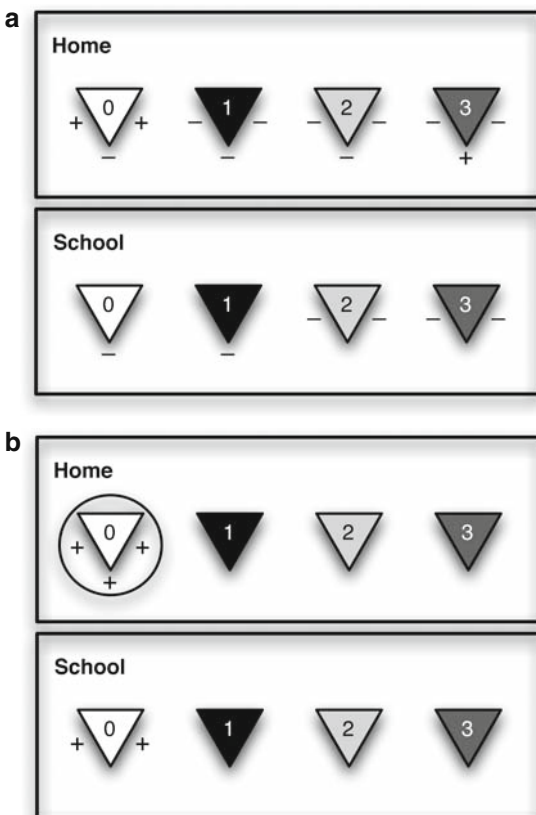 a
Home
0 1 2 3
+ + – – – – – –
– – – +
School
0 1 2 3
– – – –
– –
b
Home
0 1 2 3
+ +
+
School
0 1 2 3
+ +